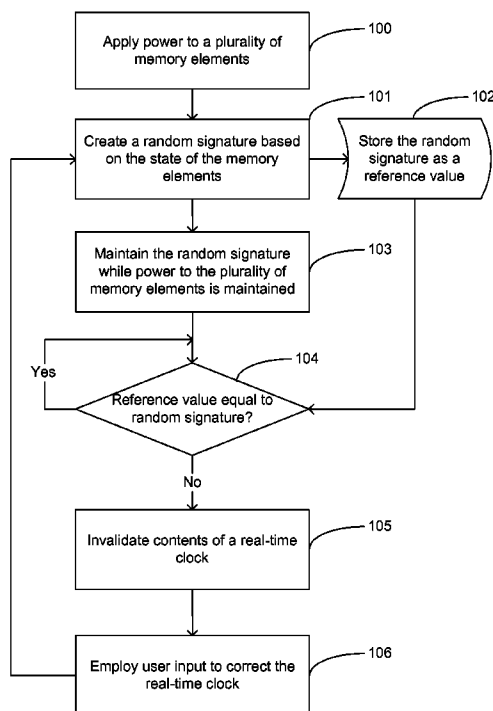 Apply power to a plurality of
memory elements
100
101
102
Create a random signature based
on the state of the memory
elements
Store the random
signature as a
reference value
Maintain the random signature
while power to the plurality of
memory elements is maintained
103
104
Yes
Reference value equal to
random signature?
No
Invalidate contents of a real-time
clock
105
Employ user input to correct the
real-time clock
106